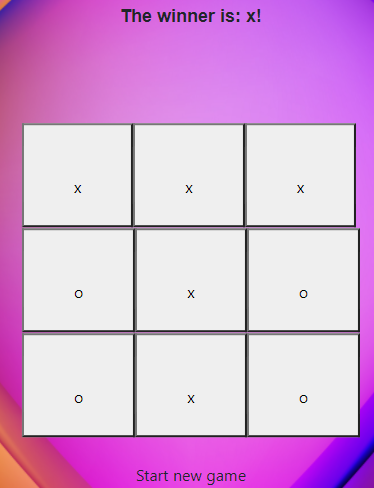 The winner is: x!
x x x
o x o
o x o
Start new game